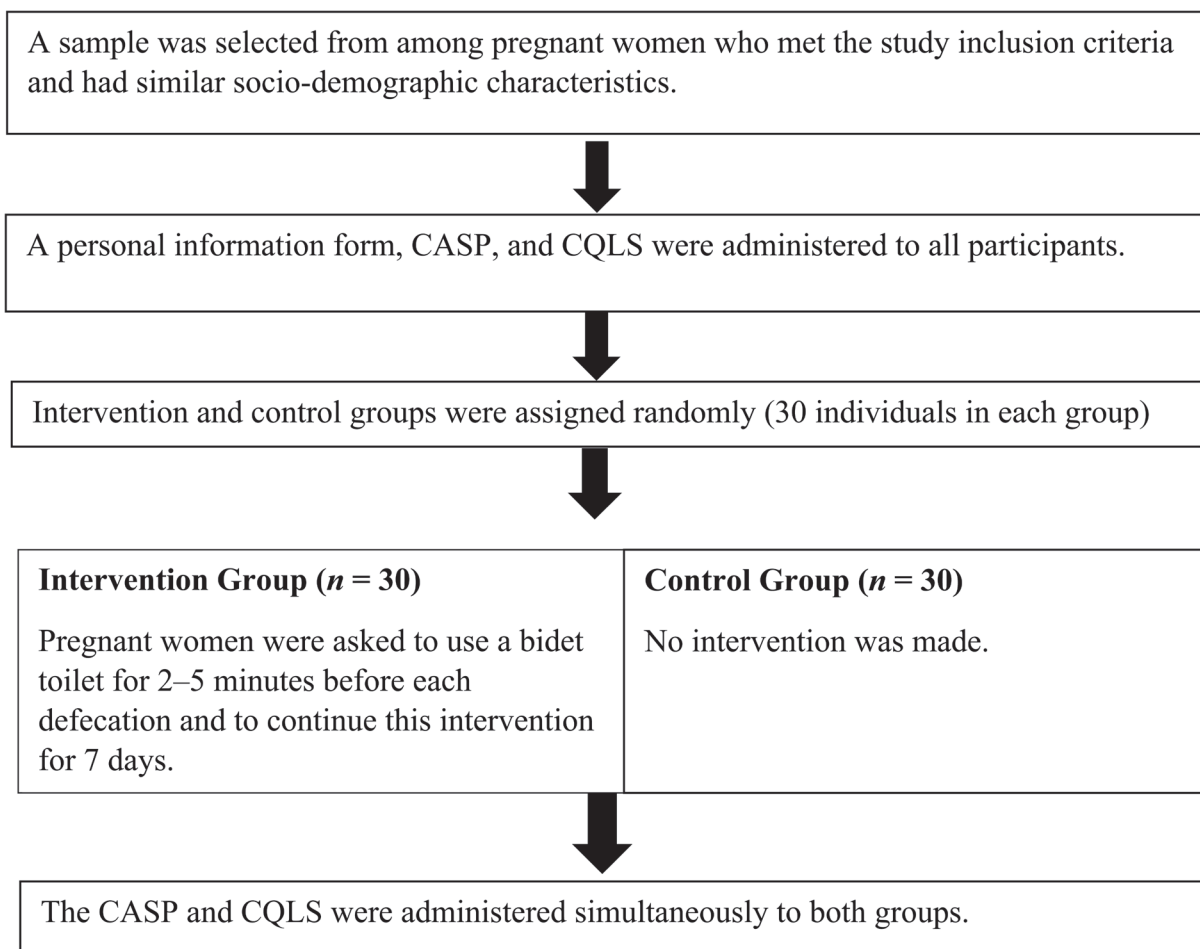 A sample was selected from among pregnant women who met the study inclusion criteria
and had similar socio-demographic characteristics.
A personal information form, CASP, and CQLS were administered to all participants.
Intervention and control groups were assigned randomly (30 individuals in each group)
Intervention Group (n = 30)
Pregnant women were asked to use a bidet
toilet for 2–5 minutes before each
defecation and to continue this intervention
for 7 days.
Control Group (n = 30)
No intervention was made.
The CASP and CQLS were administered simultaneously to both groups.